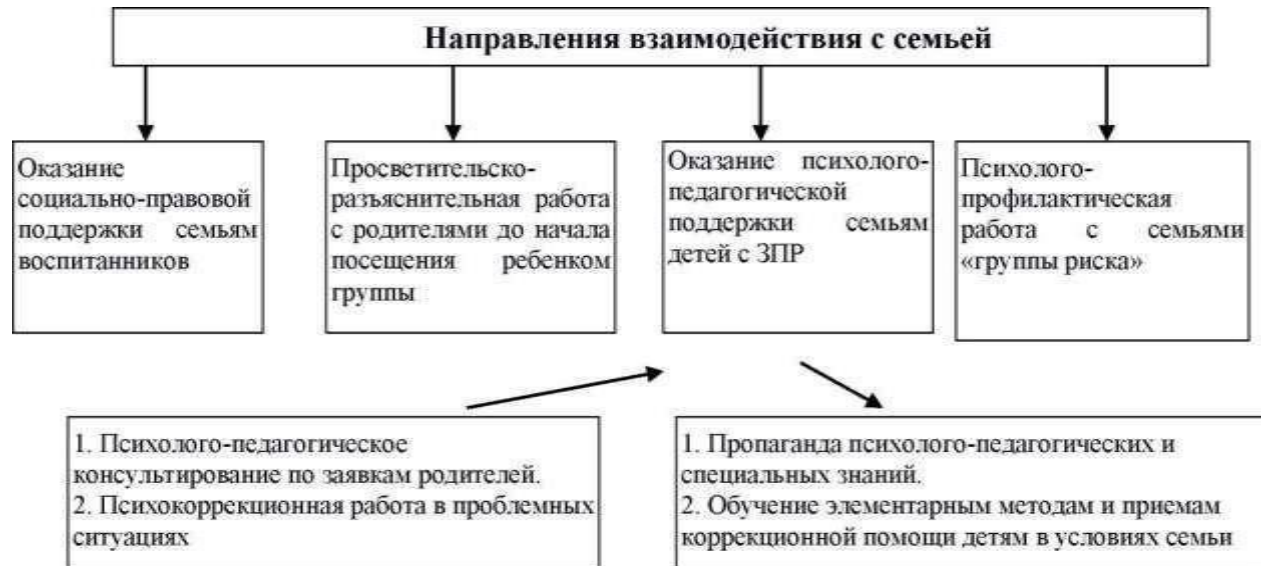 Направления взаимодействия с семьей
Оказание
социально-правовой
поддержки семьям
воспитанников
Просветительско-
разъяснительная работа
с родителями до начала
посещения ребенком
группы
Оказание психолого-
педагогической
поддержки семьям
детей с ЗПР
Психолого-
профилактическая
работа с семьями
«группы риска»
1. Психолого-педагогическое
консультирование по заявкам родителей.
2. Психокоррекционная работа в проблемных
ситуациях
1. Пропаганда психолого-педагогических и
специальных знаний.
2. Обучение элементарным методам и приемам
коррекционной помощи детям в условиях семьи